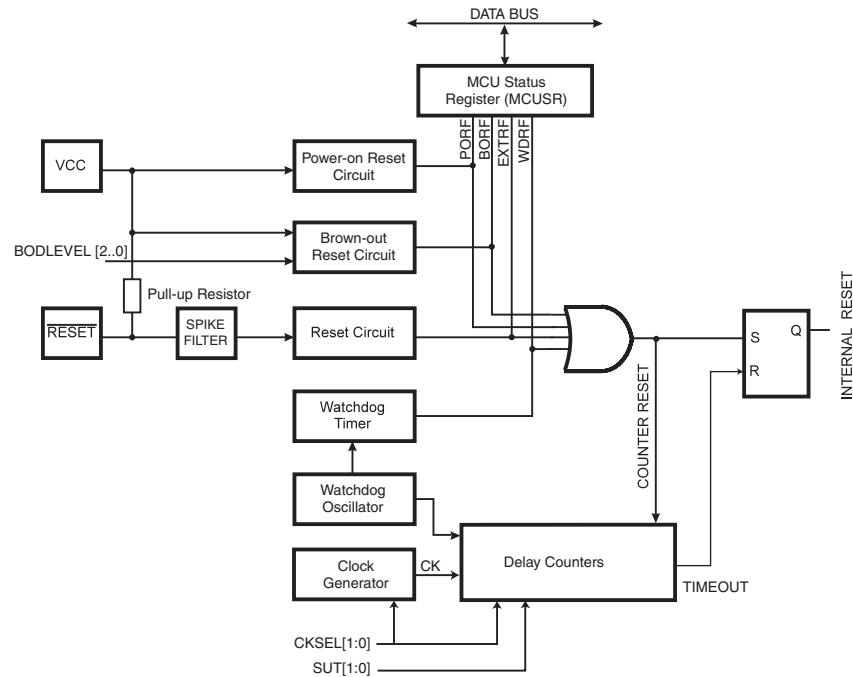 DATA BUS
MCU Status
Register (MCUSR)
PORF
BORF
EXTRF
WDRF
VCC
Power-on Reset
Circuit
BODLEVEL [2..0]
Brown-out
Reset Circuit
Pull-up Resistor
RESET
SPIKE
FILTER
Reset Circuit
S
Q
R
INTERNAL RESET
COUNTER RESET
Watchdog
Timer
Watchdog
Oscillator
Clock
Generator
CK
Delay Counters
TIMEOUT
CKSEL[1:0]
SUT[1:0]